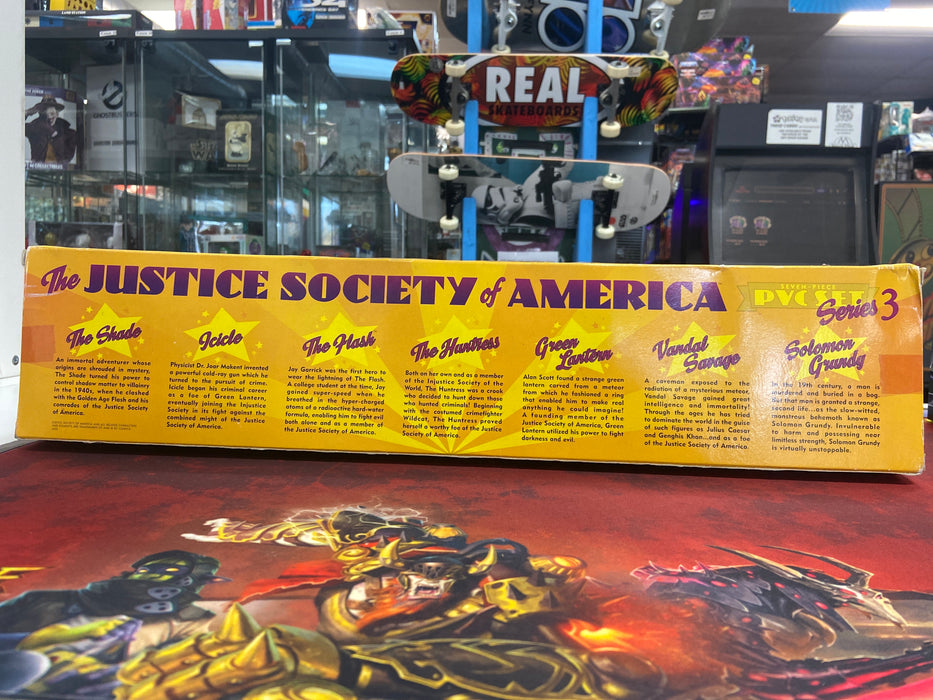 THE JOKER
GHOSTBUSTERS
REAL
SKATEBOARDS
The JUSTICE SOCIETY of AMERICA
SEVEN-PIECE
PVC SET
Series 3
The Shade
An immortal adventurer whose
origins are shrouded in mystery,
The Shade turned his power to
control shadow matter to villainy
in the 1940s, when he clashed
with the Golden Age Flash and his
comrades of the Justice Society
of America.
Icicle
Physicist Dr. Joar Makent invented
a powerful cold-ray gun which he
turned to the pursuit of crime.
Icicle began his criminal career
as a foe of Green Lantern,
eventually joining the Injustice
Society in its fight against the
combined might of the Justice
Society of America.
The Flash
Jay Garrick was the first hero to
wear the lightning of The Flash.
A college student at the time, Jay
gained super-speed when he
breathed in the hyper-charged
atoms of a radioactive hard-water
formula, enabling him to fight evil
both alone and as a member of
the Justice Society of America.
The Huntress
Both on her own and as a member
of the Injustice Society of the
World, The Huntress was a crook
who decided to hunt down those
who hunted criminals! Beginning
with the costumed crimefighter
Wildcat, The Huntress proved
herself a worthy foe of the Justice
Society of America.
Green
Lantern
Alan Scott found a strange green
lantern carved from a meteor
from which he fashioned a ring
that enabled him to make real
anything he could imagine!
A founding member of the
Justice Society of America, Green
Lantern utilized his power to fight
darkness and evil.
Vandal
Savage
A caveman exposed to the
radiation of a mysterious meteor,
Vandal Savage gained great
intelligence and immortality!
Through the ages he has tried
to dominate the world in the guise
of such figures as Julius Caesar
and Genghis Khan...and as a foe
of the Justice Society of America.
Solomon
Grundy
In the 19th century, a man is
murdered and buried in a bog.
But that man is granted a strange,
second life...as the slow-witted,
monstrous behemoth known as
Solomon Grundy. Invulnerable
to harm and possessing near
limitless strength, Solomon Grundy
is virtually unstoppable.